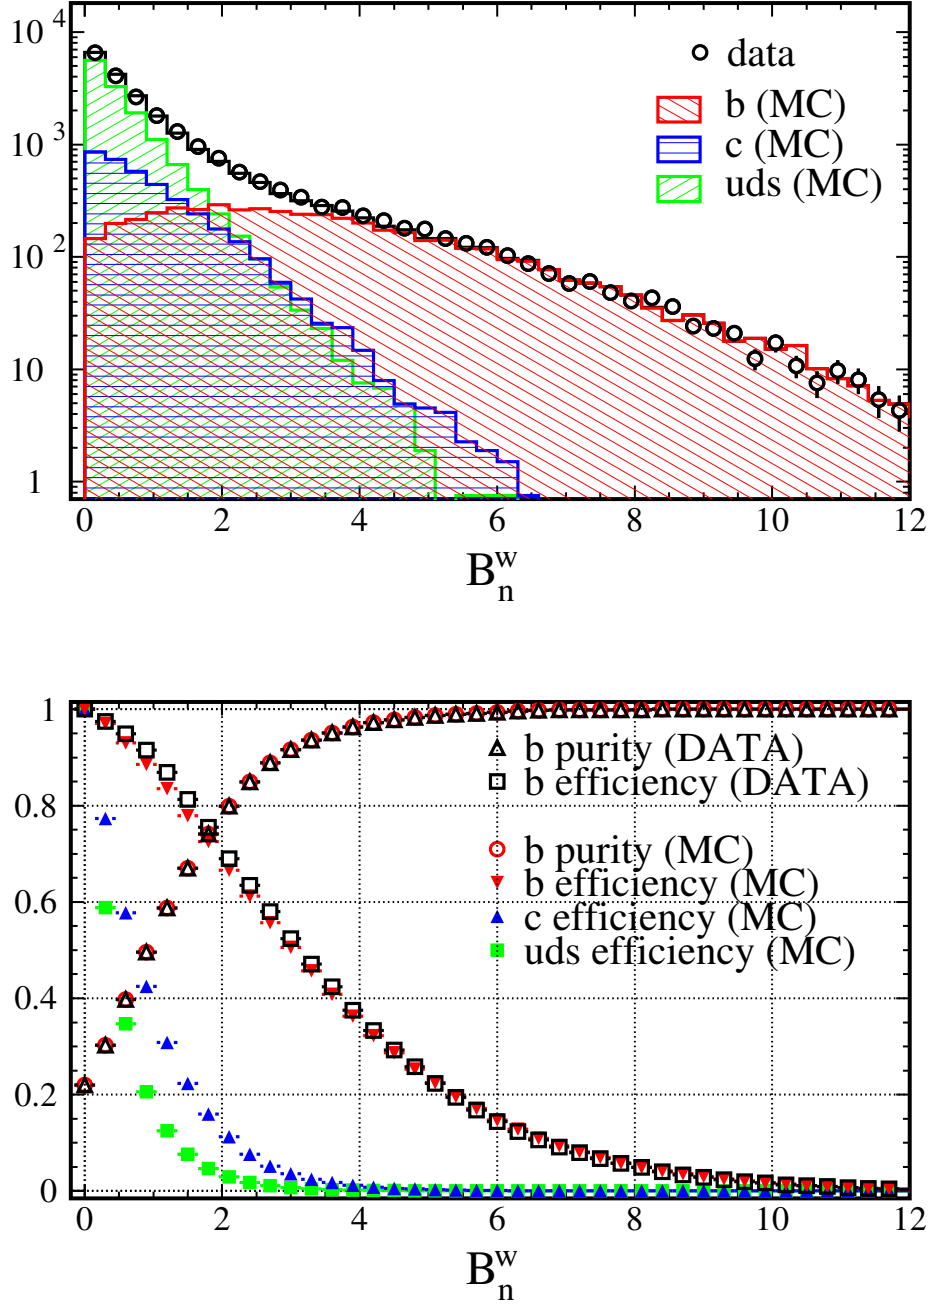 10^4
data
b (MC)
10^3
c (MC)
uds (MC)
10^2
10
1
0 2 4 6 8 10 12
B_n^w
1
b purity (DATA)
b efficiency (DATA)
0.8
b purity (MC)
b efficiency (MC)
0.6
c efficiency (MC)
uds efficiency (MC)
0.4
0.2
0
0 2 4 6 8 10 12
B_n^w